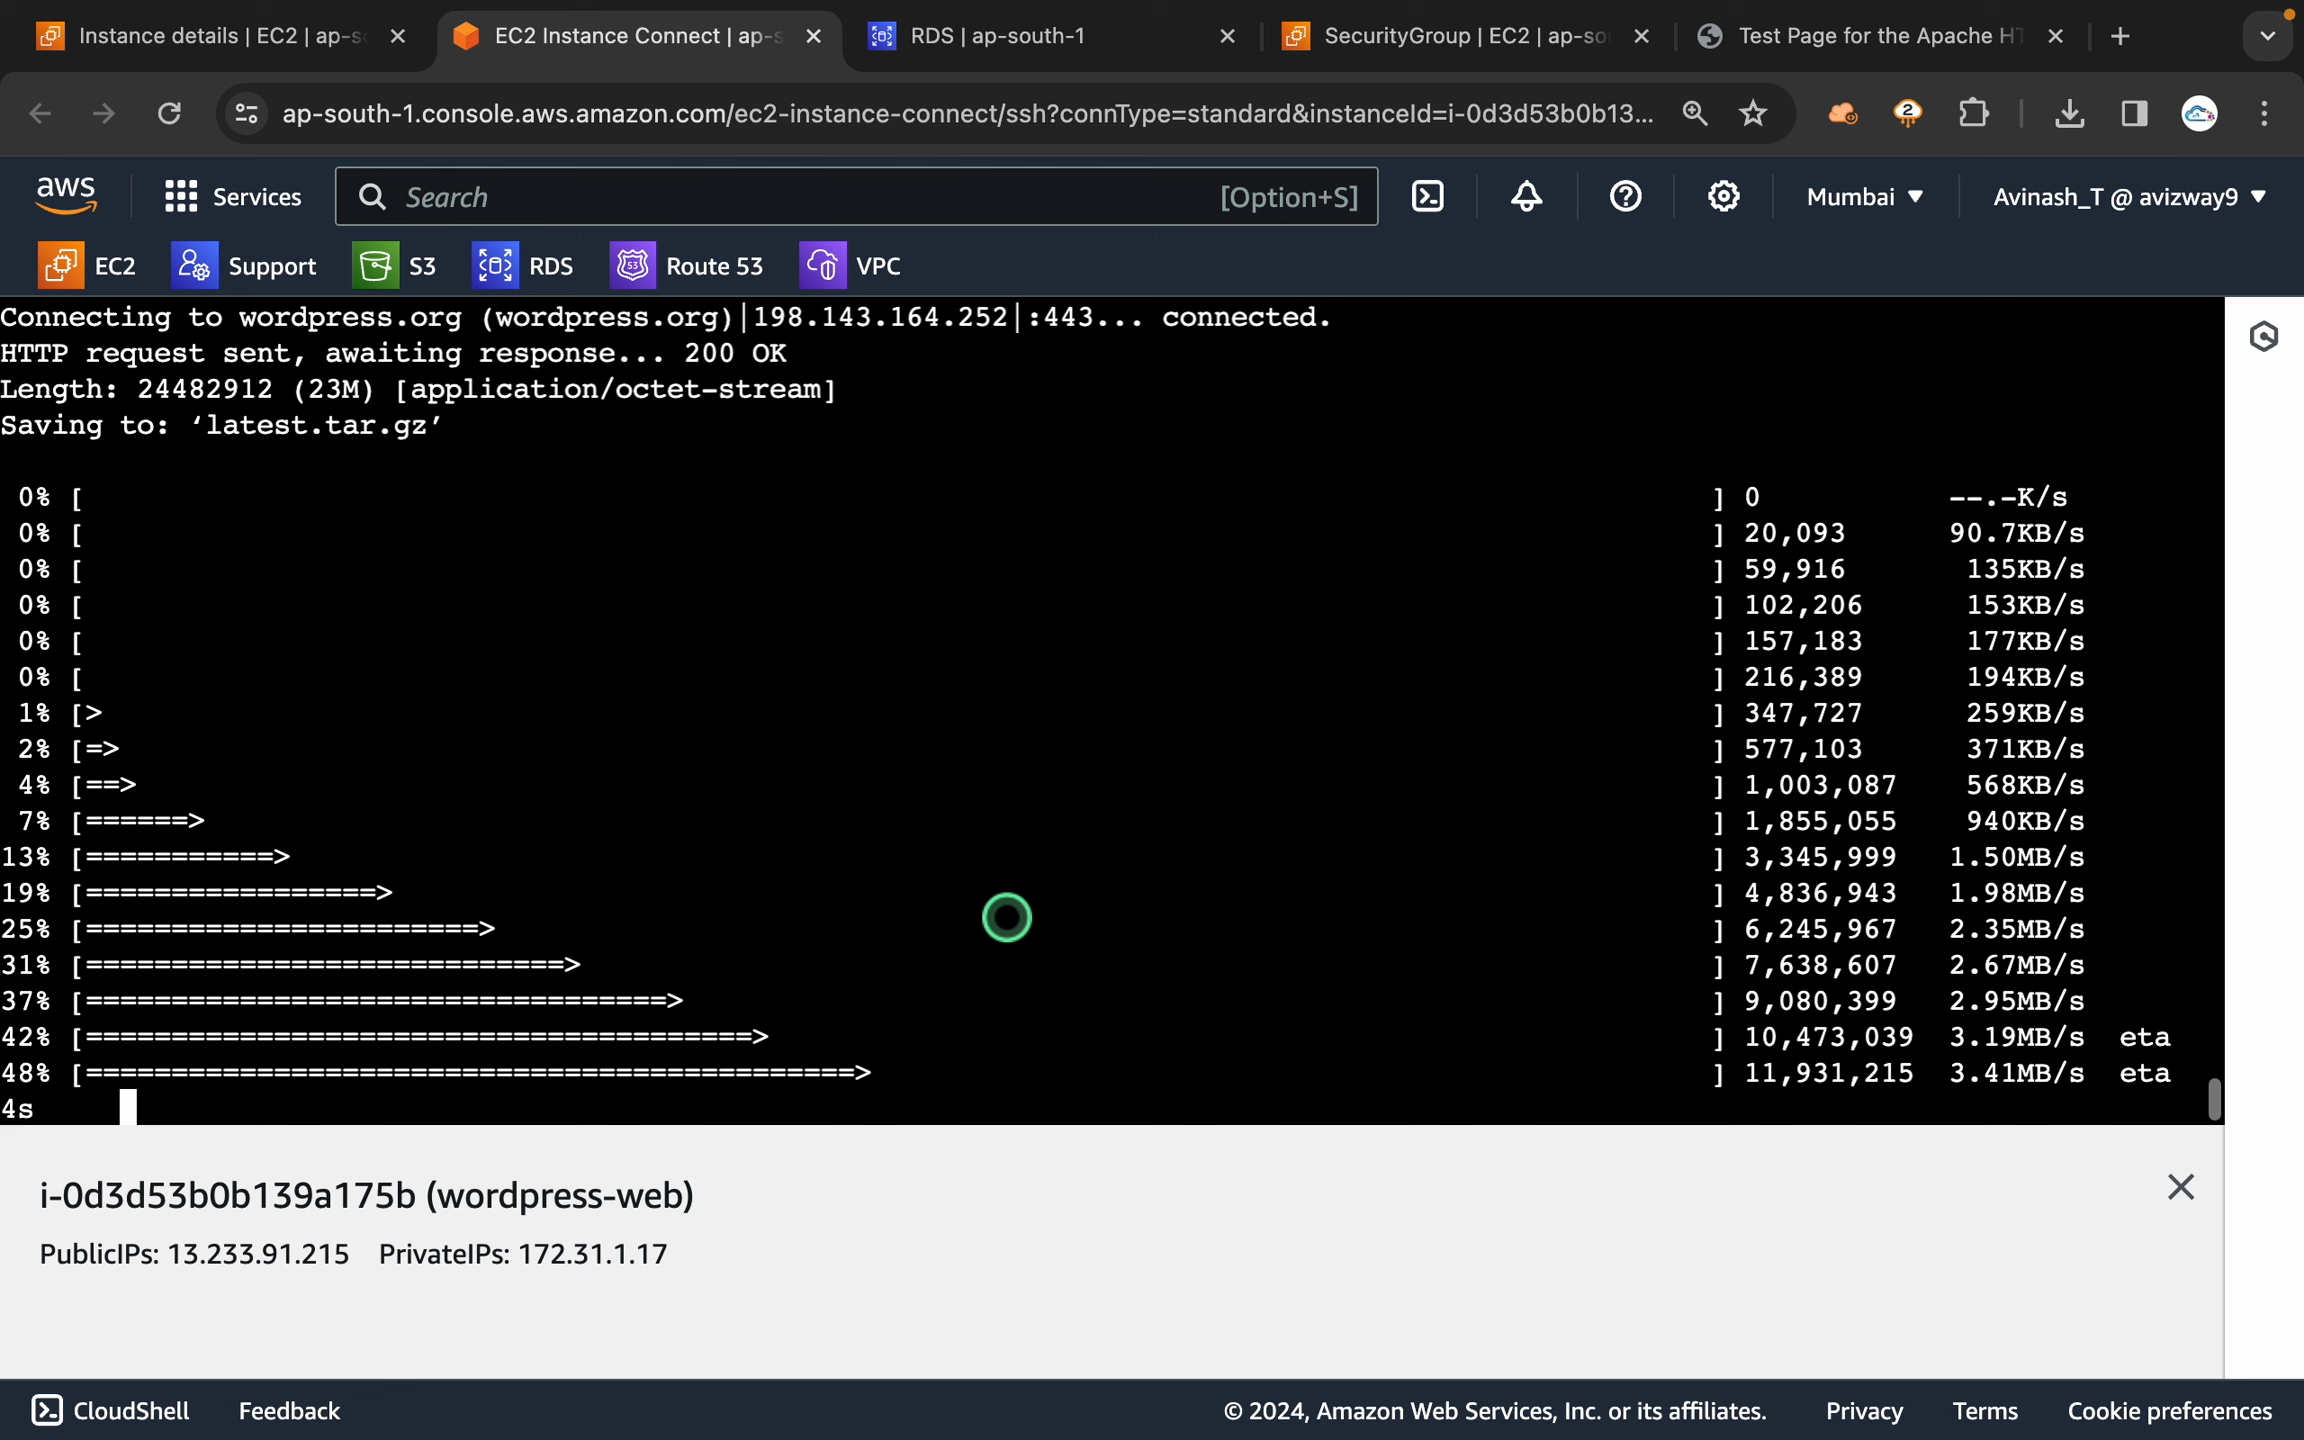 Instance details | EC2 | ap-s
EC2 Instance Connect | ap-s
RDS | ap-south-1
SecurityGroup | EC2 | ap-so
Test Page for the Apache HT
ap-south-1.console.aws.amazon.com/ec2-instance-connect/ssh?connType=standard&instanceId=i-0d3d53b0b13...
2
aws
Services
Search
[Option+S]
Mumbai
Avinash_T @ avizway9
EC2
Support
S3
RDS
53
Route 53
VPC
Connecting to wordpress.org (wordpress.org)|198.143.164.252|:443... connected.
HTTP request sent, awaiting response... 200 OK
Length: 24482912 (23M) [application/octet-stream]
Saving to: ‘latest.tar.gz’
0% [ ] 0 --.-K/s
0% [ ] 20,093 90.7KB/s
0% [ ] 59,916 135KB/s
0% [ ] 102,206 153KB/s
0% [ ] 157,183 177KB/s
0% [ ] 216,389 194KB/s
1% [> ] 347,727 259KB/s
2% [=> ] 577,103 371KB/s
4% [==> ] 1,003,087 568KB/s
7% [======> ] 1,855,055 940KB/s
13% [===========> ] 3,345,999 1.50MB/s
19% [=================> ] 4,836,943 1.98MB/s
25% [=======================> ] 6,245,967 2.35MB/s
31% [============================> ] 7,638,607 2.67MB/s
37% [==================================> ] 9,080,399 2.95MB/s
42% [=======================================> ] 10,473,039 3.19MB/s eta
48% [=============================================> ] 11,931,215 3.41MB/s eta
4s
i-0d3d53b0b139a175b (wordpress-web)
PublicIPs: 13.233.91.215 PrivateIPs: 172.31.1.17
CloudShell
Feedback
© 2024, Amazon Web Services, Inc. or its affiliates.
Privacy
Terms
Cookie preferences